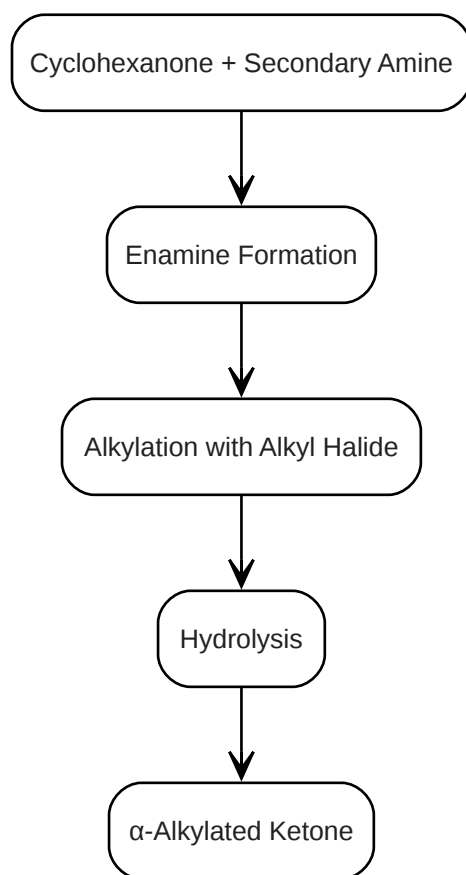 Cyclohexanone + Secondary Amine
Enamine Formation
Alkylation with Alkyl Halide
Hydrolysis
α-Alkylated Ketone